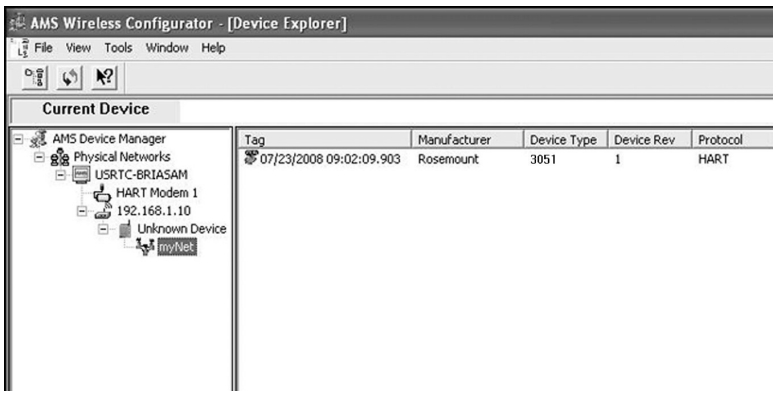 AMS Wireless Configurator - [Device Explorer]
File View Tools Window Help
Current Device
AMS Device Manager
Physical Networks
USRTC-BRIASAM
HART Modem 1
192.168.1.10
Unknown Device
myNet
Tag Manufacturer Device Type Device Rev Protocol
07/23/2008 09:02:09.903 Rosemount 3051 1 HART